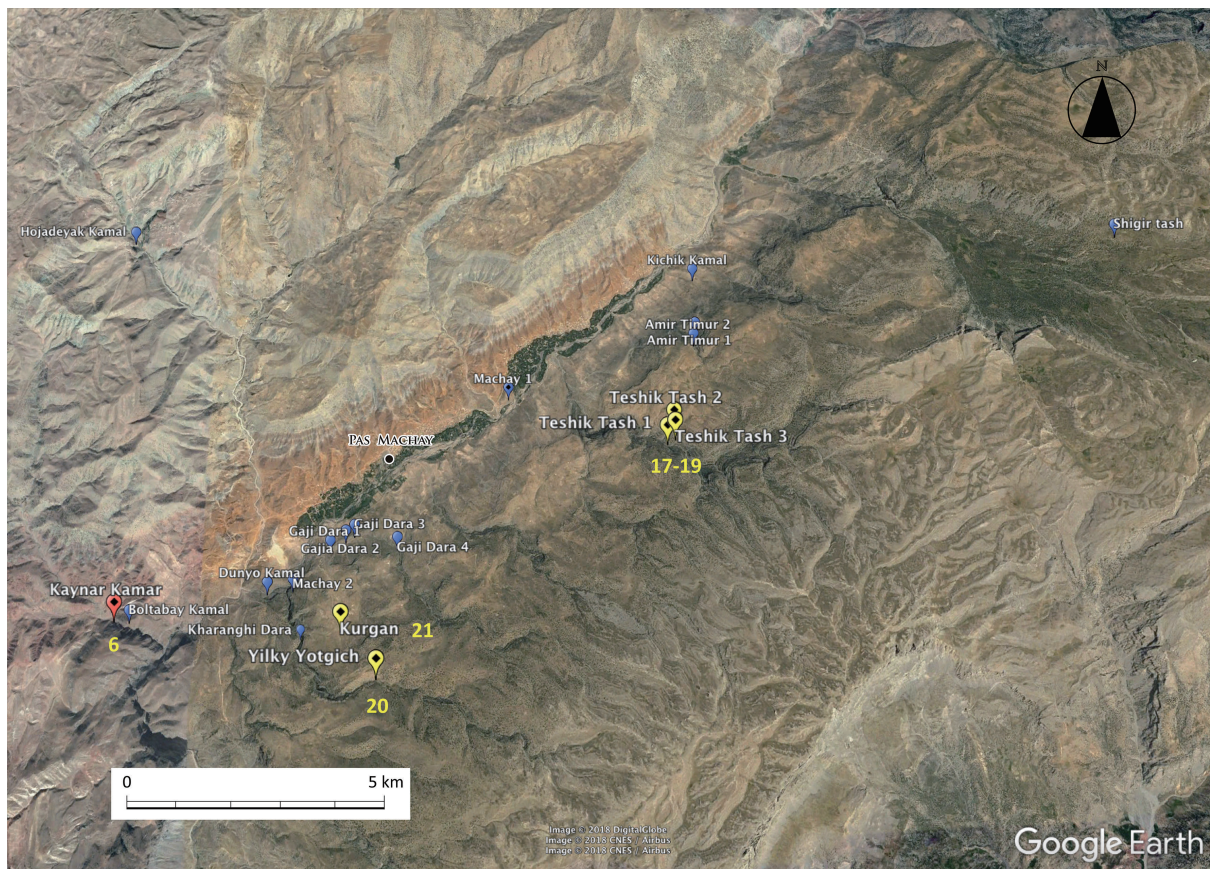 N
Shigir tash
Hojadeyak Kamal
Kichik Kamal
Amir Timur 2
Amir Timur 1
Machay 1
Teshik Tash 2
Teshik Tash 1
Teshik Tash 3
Pas Machay
17-19
Gaji Dara 3
Gaji Dara 1
Gajia Dara 2
Gaji Dara 4
Dunyo Kamal
Machay 2
Kaynar Kamar
Boltabay Kamal
Kharanghi Dara
Kurgan 21
6
Yilky Yotgich
20
0 5 km
Image © 2018 DigitalGlobe
Image © 2018 CNES / Airbus
Image © 2018 CNES / Airbus
Google Earth